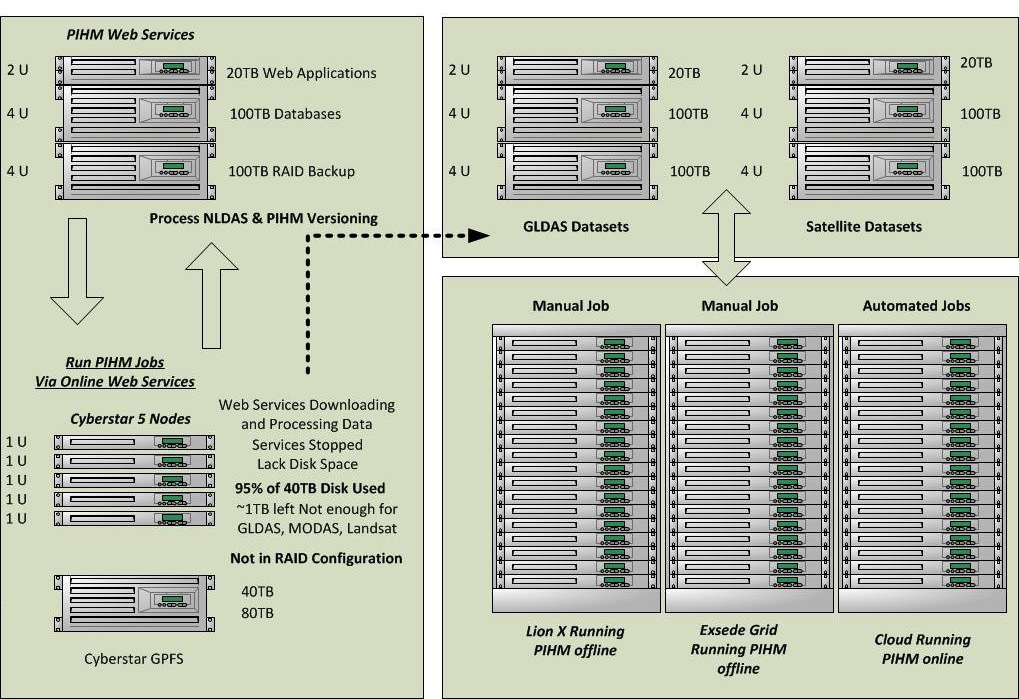 PIHM Web Services
2 U
20TB Web Applications
4 U
100TB Databases
4 U
100TB RAID Backup
Process NLDAS & PIHM Versioning
Run PIHM Jobs
Via Online Web Services
Cyberstar 5 Nodes
1 U
1 U
1 U
1 U
1 U
Web Services Downloading
and Processing Data
Services Stopped
Lack Disk Space
95% of 40TB Disk Used
~1TB left Not enough for
GLDAS, MODAS, Landsat
Not in RAID Configuration
40TB
80TB
Cyberstar GPFS
2 U
20TB
4 U
100TB
4 U
100TB
GLDAS Datasets
2 U
20TB
4 U
100TB
4 U
100TB
Satellite Datasets
Manual Job
Lion X Running
PIHM offline
Manual Job
Exsede Grid
Running PIHM
offline
Automated Jobs
Cloud Running
PIHM online